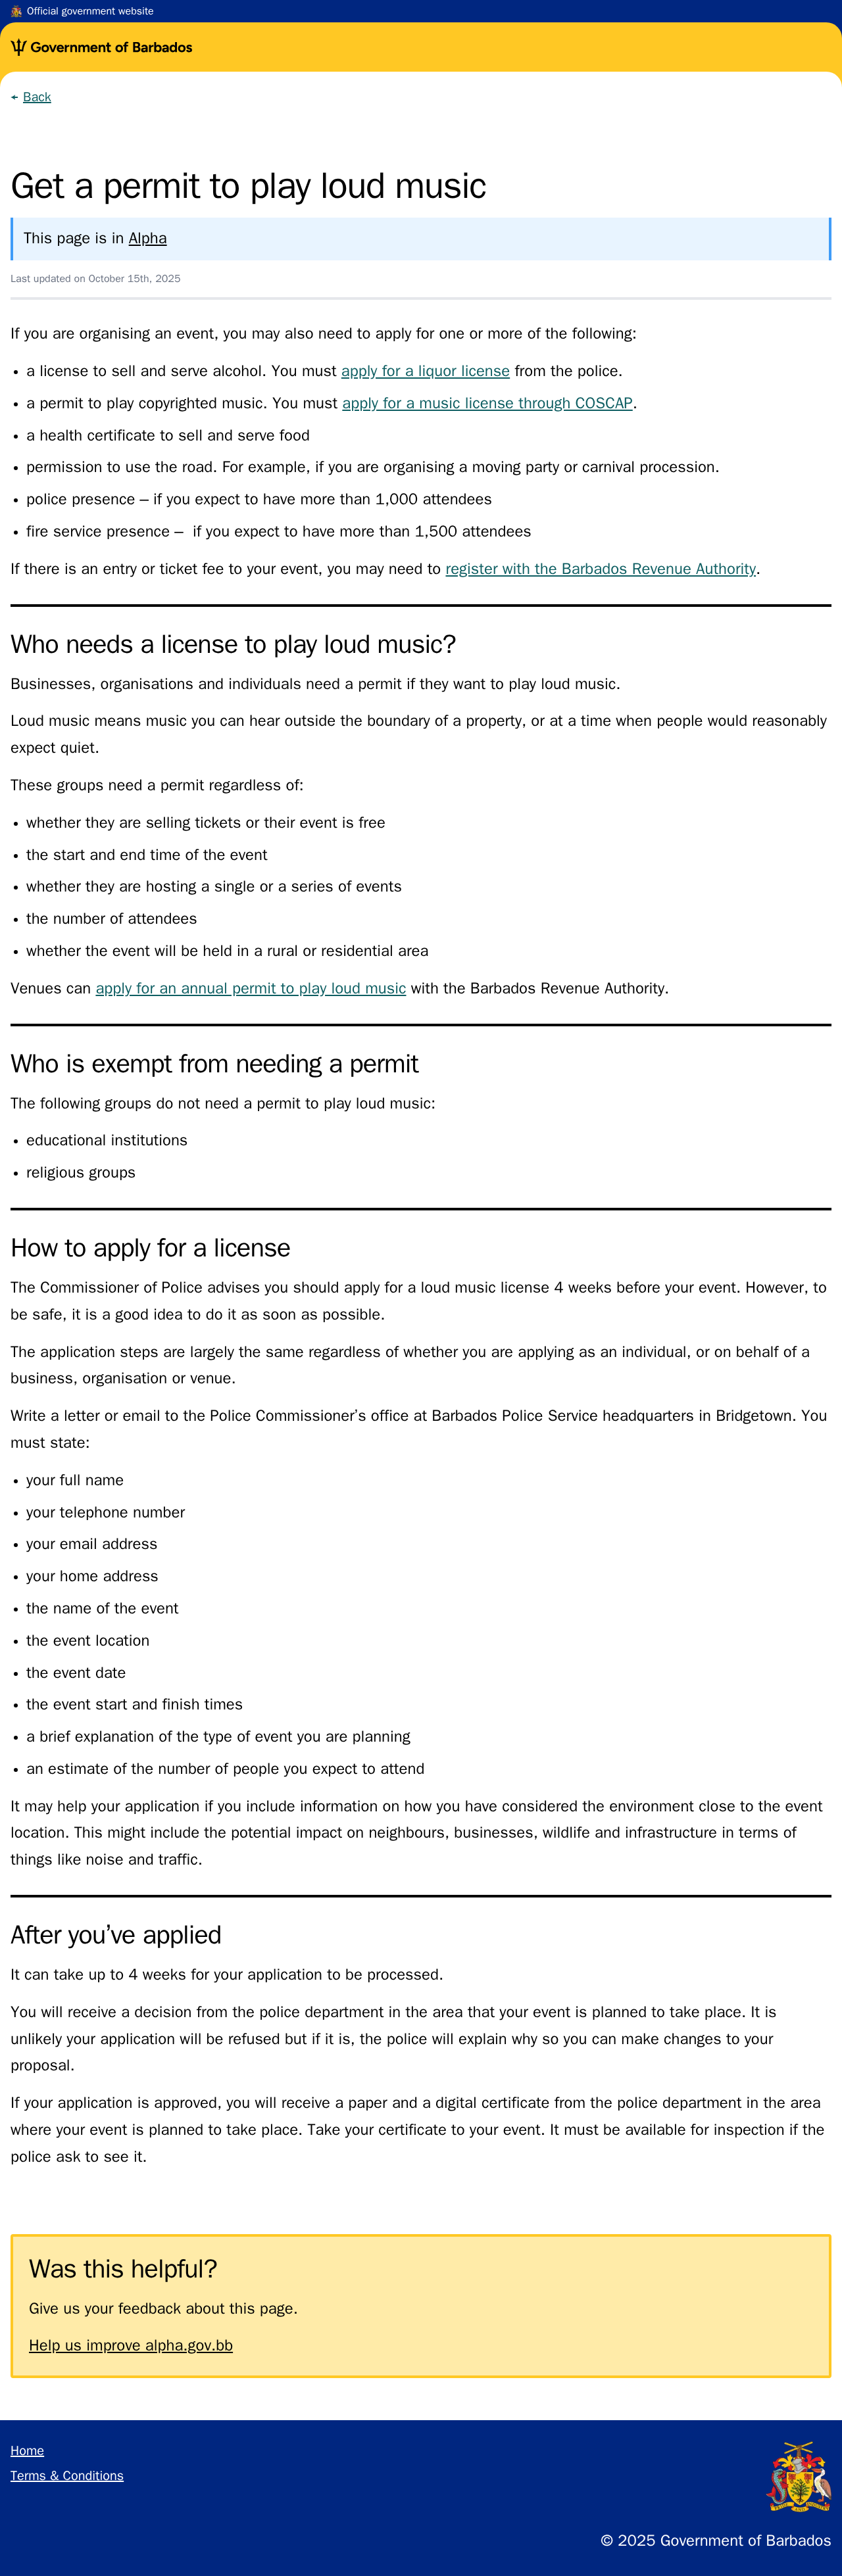 Official government website
Government of Barbados
← Back
Get a permit to play loud music
This page is in Alpha
Last updated on October 15th, 2025
If you are organising an event, you may also need to apply for one or more of the following:
• a license to sell and serve alcohol. You must apply for a liquor license from the police.
• a permit to play copyrighted music. You must apply for a music license through COSCAP.
• a health certificate to sell and serve food
• permission to use the road. For example, if you are organising a moving party or carnival procession.
• police presence – if you expect to have more than 1,000 attendees
• fire service presence –  if you expect to have more than 1,500 attendees
If there is an entry or ticket fee to your event, you may need to register with the Barbados Revenue Authority.
Who needs a license to play loud music?
Businesses, organisations and individuals need a permit if they want to play loud music.
Loud music means music you can hear outside the boundary of a property, or at a time when people would reasonably
expect quiet.
These groups need a permit regardless of:
• whether they are selling tickets or their event is free
• the start and end time of the event
• whether they are hosting a single or a series of events
• the number of attendees
• whether the event will be held in a rural or residential area
Venues can apply for an annual permit to play loud music with the Barbados Revenue Authority.
Who is exempt from needing a permit
The following groups do not need a permit to play loud music:
• educational institutions
• religious groups
How to apply for a license
The Commissioner of Police advises you should apply for a loud music license 4 weeks before your event. However, to
be safe, it is a good idea to do it as soon as possible.
The application steps are largely the same regardless of whether you are applying as an individual, or on behalf of a
business, organisation or venue.
Write a letter or email to the Police Commissioner's office at Barbados Police Service headquarters in Bridgetown. You
must state:
• your full name
• your telephone number
• your email address
• your home address
• the name of the event
• the event location
• the event date
• the event start and finish times
• a brief explanation of the type of event you are planning
• an estimate of the number of people you expect to attend
It may help your application if you include information on how you have considered the environment close to the event
location. This might include the potential impact on neighbours, businesses, wildlife and infrastructure in terms of
things like noise and traffic.
After you've applied
It can take up to 4 weeks for your application to be processed.
You will receive a decision from the police department in the area that your event is planned to take place. It is
unlikely your application will be refused but if it is, the police will explain why so you can make changes to your
proposal.
If your application is approved, you will receive a paper and a digital certificate from the police department in the area
where your event is planned to take place. Take your certificate to your event. It must be available for inspection if the
police ask to see it.
Was this helpful?
Give us your feedback about this page.
Help us improve alpha.gov.bb
Home
Terms & Conditions
© 2025 Government of Barbados